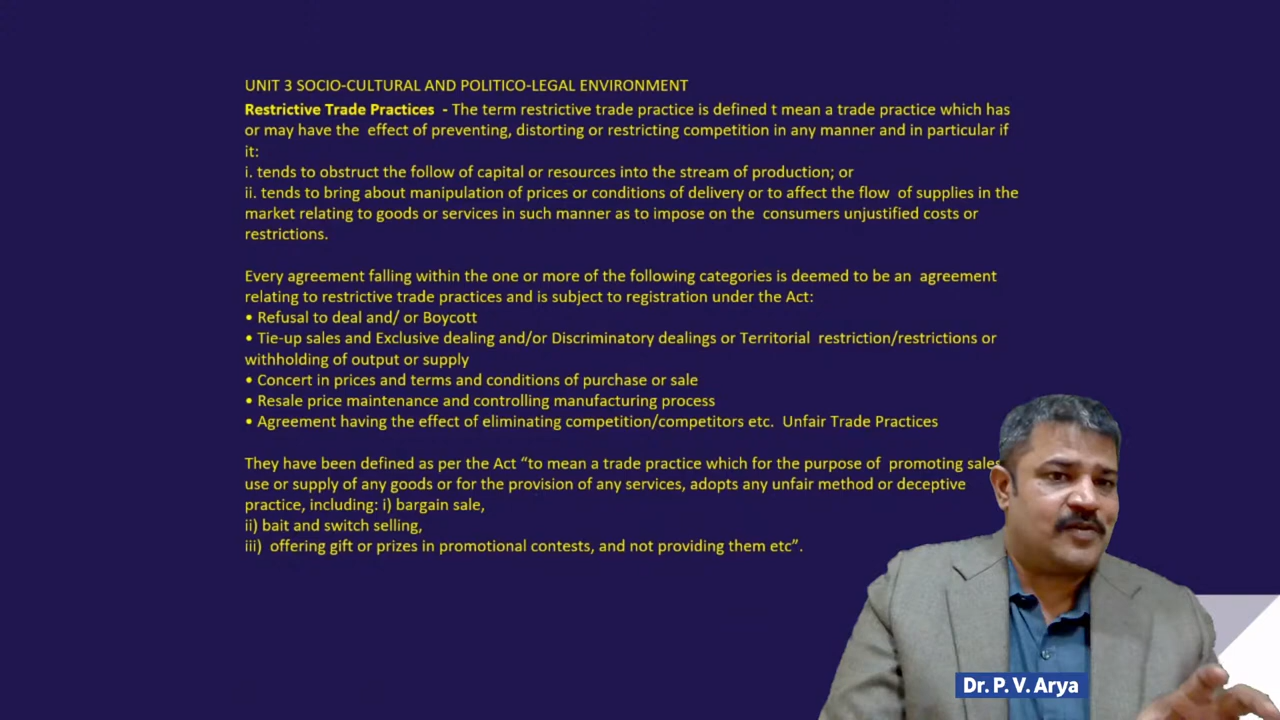 UNIT 3 SOCIO-CULTURAL AND POLITICO-LEGAL ENVIRONMENT
Restrictive Trade Practices - The term restrictive trade practice is defined t mean a trade practice which has
or may have the effect of preventing, distorting or restricting competition in any manner and in particular if
it:
i. tends to obstruct the follow of capital or resources into the stream of production; or
ii. tends to bring about manipulation of prices or conditions of delivery or to affect the flow of supplies in the
market relating to goods or services in such manner as to impose on the consumers unjustified costs or
restrictions.
Every agreement falling within the one or more of the following categories is deemed to be an agreement
relating to restrictive trade practices and is subject to registration under the Act:
• Refusal to deal and/ or Boycott
• Tie-up sales and Exclusive dealing and/or Discriminatory dealings or Territorial restriction/restrictions or
withholding of output or supply
• Concert in prices and terms and conditions of purchase or sale
• Resale price maintenance and controlling manufacturing process
• Agreement having the effect of eliminating competition/competitors etc. Unfair Trade Practices
They have been defined as per the Act “to mean a trade practice which for the purpose of promoting sales
use or supply of any goods or for the provision of any services, adopts any unfair method or deceptive
practice, including: i) bargain sale,
ii) bait and switch selling,
iii) offering gift or prizes in promotional contests, and not providing them etc”.
Dr. P. V. Arya